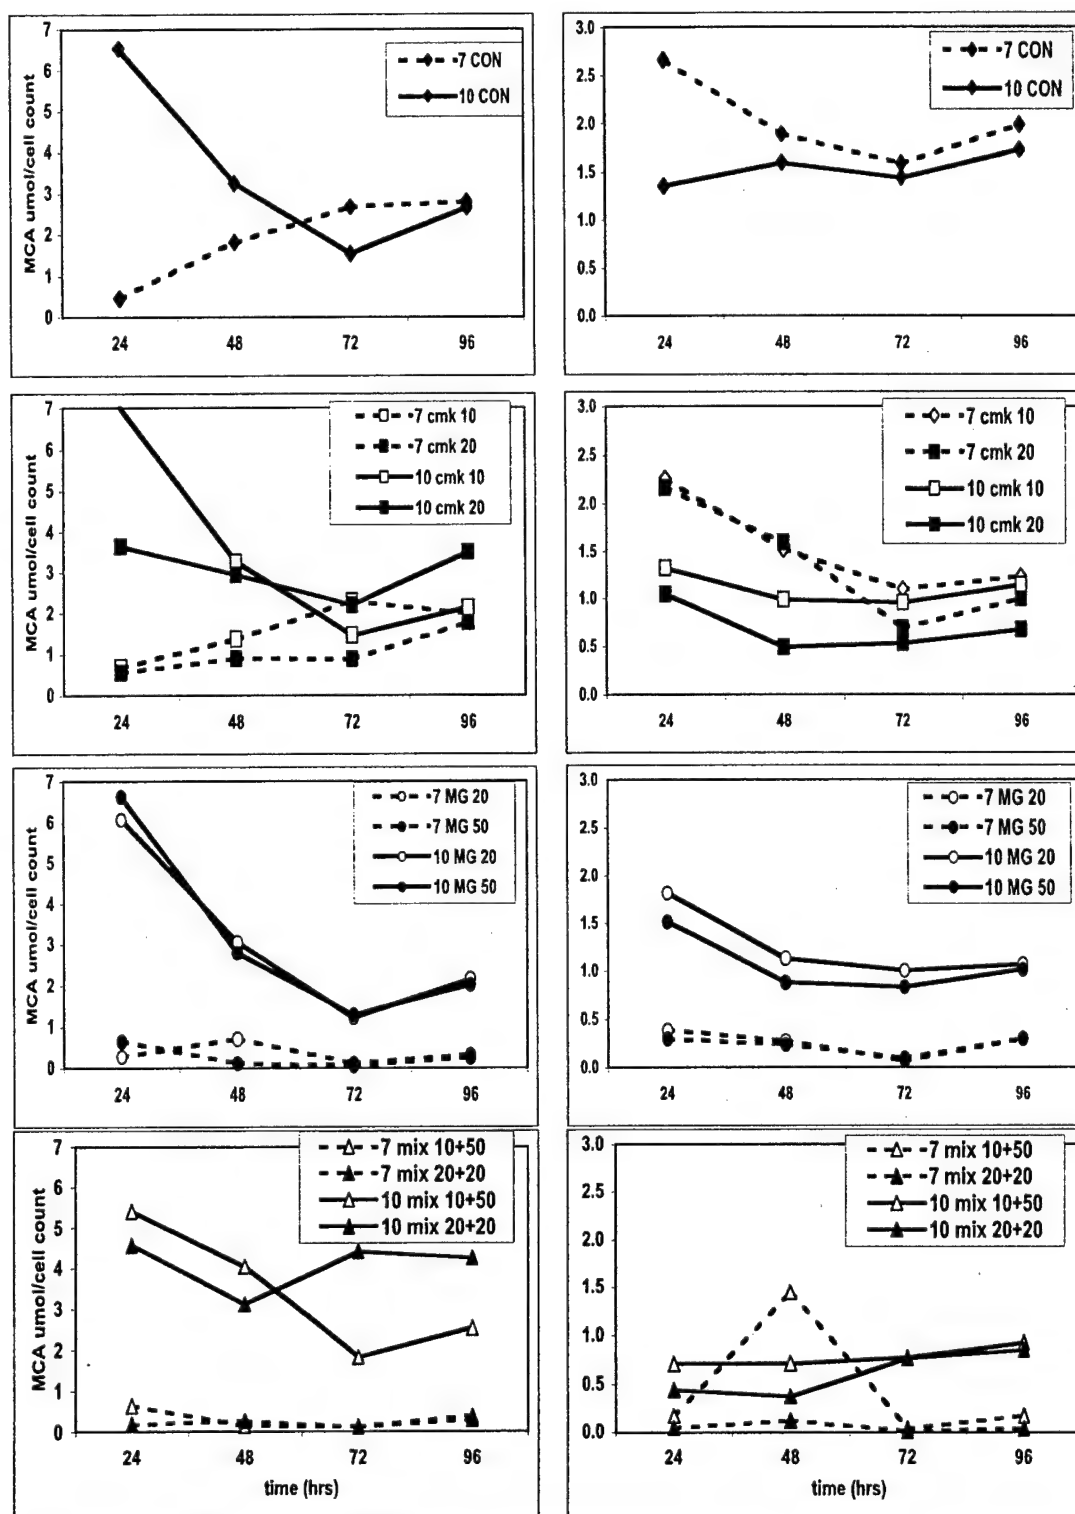 7
6
5
4
3
2
1
0
MCA umol/cell count
7 CON
10 CON
24 48 72 96
3.0
2.5
2.0
1.5
1.0
0.5
0.0
7 CON
10 CON
24 48 72 96
7
6
5
4
3
2
1
0
MCA umol/cell count
7 cmk 10
7 cmk 20
10 cmk 10
10 cmk 20
24 48 72 96
3.0
2.5
2.0
1.5
1.0
0.5
0.0
7 cmk 10
7 cmk 20
10 cmk 10
10 cmk 20
24 48 72 96
7
6
5
4
3
2
1
0
MCA umol/cell count
7 MG 20
7 MG 50
10 MG 20
10 MG 50
24 48 72 96
3.0
2.5
2.0
1.5
1.0
0.5
0.0
7 MG 20
7 MG 50
10 MG 20
10 MG 50
24 48 72 96
7
6
5
4
3
2
1
0
MCA umol/cell count
7 mix 10+50
7 mix 20+20
10 mix 10+50
10 mix 20+20
24 48 72 96
time (hrs)
3.0
2.5
2.0
1.5
1.0
0.5
0.0
7 mix 10+50
7 mix 20+20
10 mix 10+50
10 mix 20+20
24 48 72 96
time (hrs)